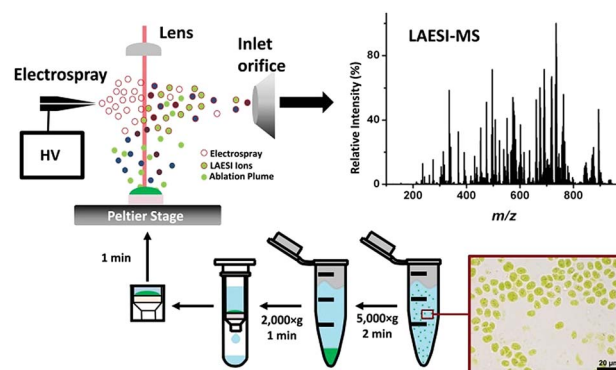 Lens
Inlet
orifice
Electrospray
HV
Electrospray
LAESI Ions
Ablation Plume
Peltier Stage
LAESI-MS
Relative Intensity (%)
80
40
0
200
400
600
800
m/z
1 min
2,000×g
1 min
5,000×g
2 min
20 µm